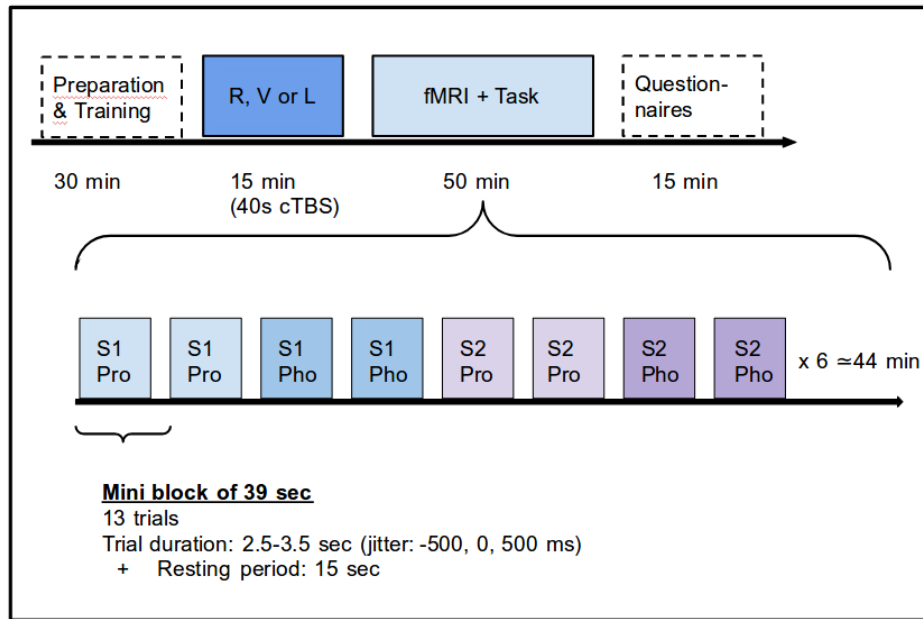 Preparation
& Training
R, V or L
fMRI + Task
Question-
naires
30 min
15 min
(40s cTBS)
50 min
15 min
S1
Pro
S1
Pro
S1
Pho
S1
Pho
S2
Pro
S2
Pro
S2
Pho
S2
Pho
x 6 ≃44 min
Mini block of 39 sec
13 trials
Trial duration: 2.5-3.5 sec (jitter: -500, 0, 500 ms)
+ Resting period: 15 sec